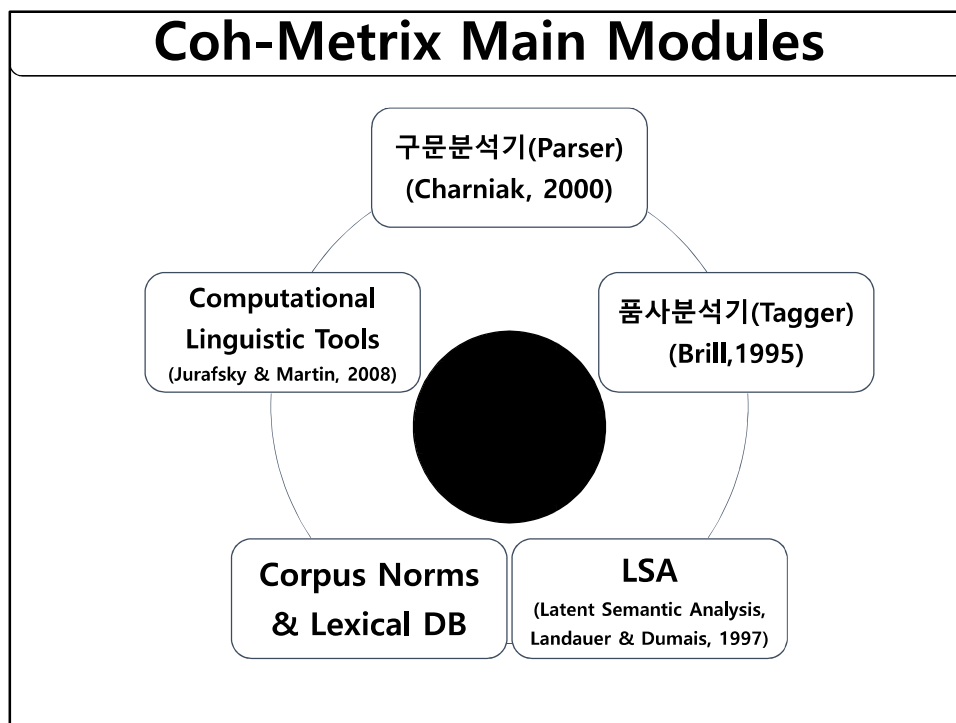 Coh-Metrix Main Modules
구문분석기(Parser)
(Charniak, 2000)
품사분석기(Tagger)
(Brill,1995)
LSA
(Latent Semantic Analysis,
Landauer & Dumais, 1997)
Corpus Norms
& Lexical DB
Computational
Linguistic Tools
(Jurafsky & Martin, 2008)